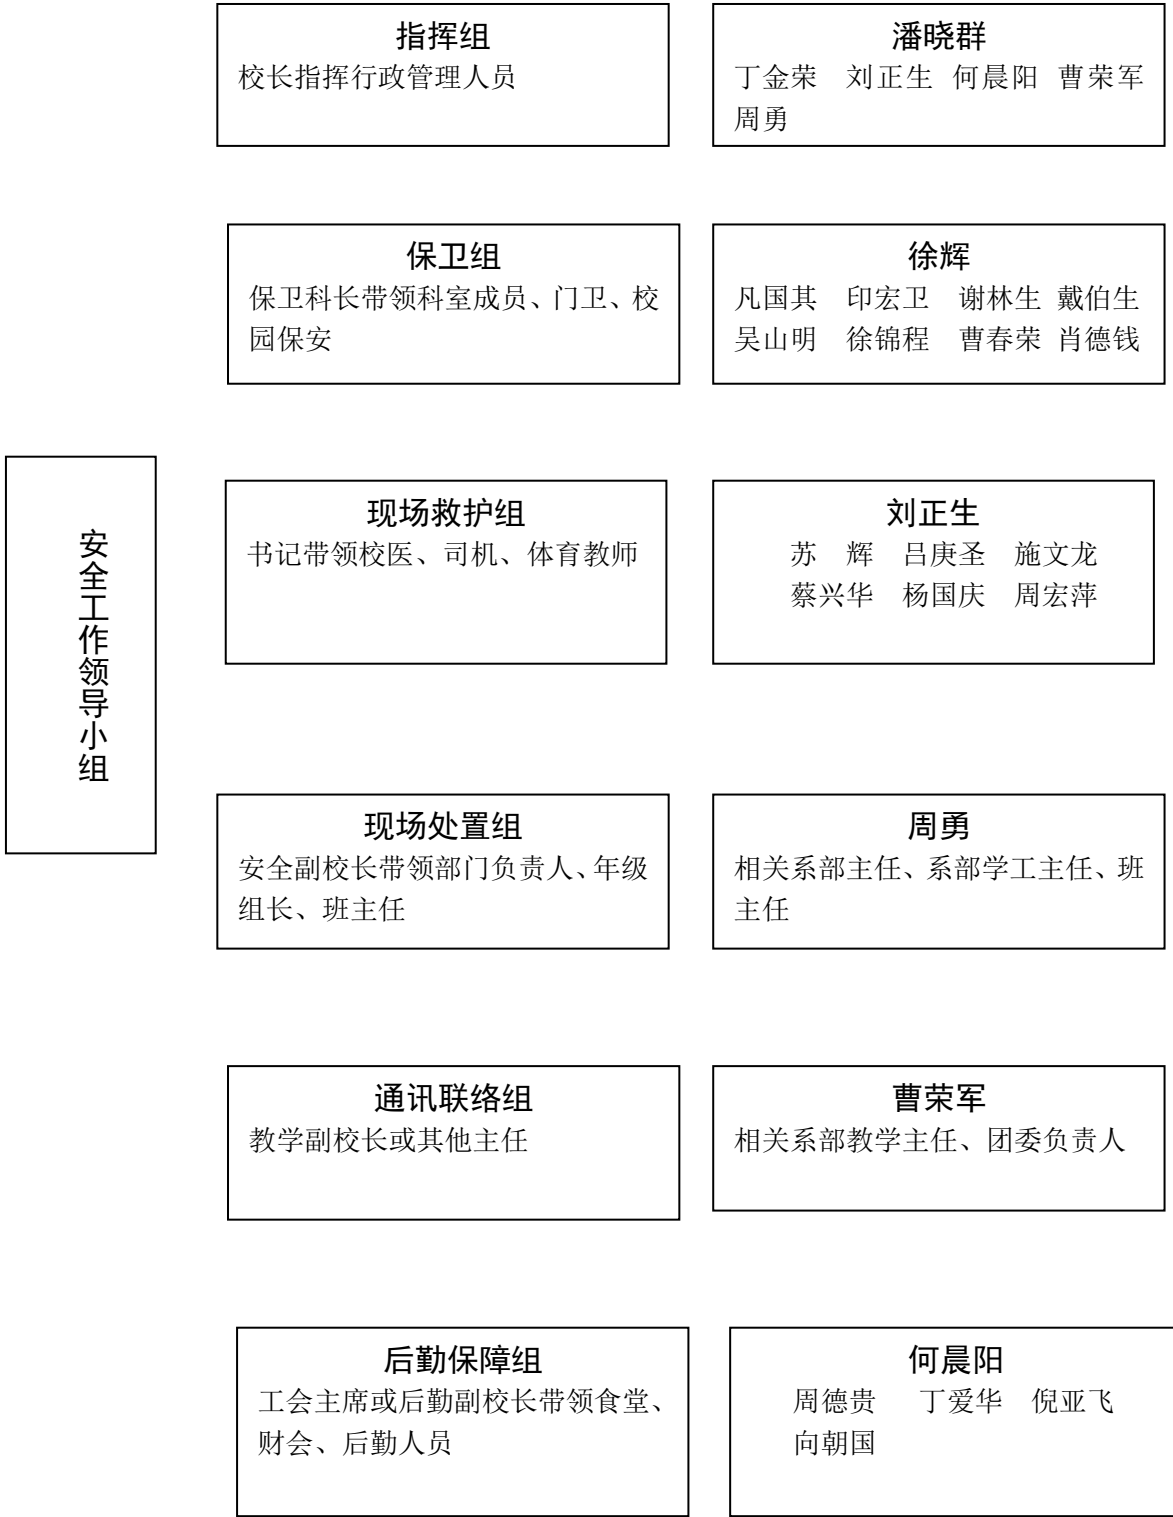 指挥组
校长指挥行政管理人员
潘晓群
丁金荣 刘正生 何晨阳 曹荣军
周勇
保卫组
保卫科长带领科室成员、门卫、校
园保安
徐辉
凡国其 印宏卫 谢林生 戴伯生
吴山明 徐锦程 曹春荣 肖德钱
安全工作领导小组
现场救护组
书记带领校医、司机、体育教师
刘正生
苏 辉 吕庚圣 施文龙
蔡兴华 杨国庆 周宏萍
现场处置组
安全副校长带领部门负责人、年级
组长、班主任
周勇
相关系部主任、系部学工主任、班
主任
通讯联络组
教学副校长或其他主任
曹荣军
相关系部教学主任、团委负责人
后勤保障组
工会主席或后勤副校长带领食堂、
财会、后勤人员
何晨阳
周德贵 丁爱华 倪亚飞
向朝国